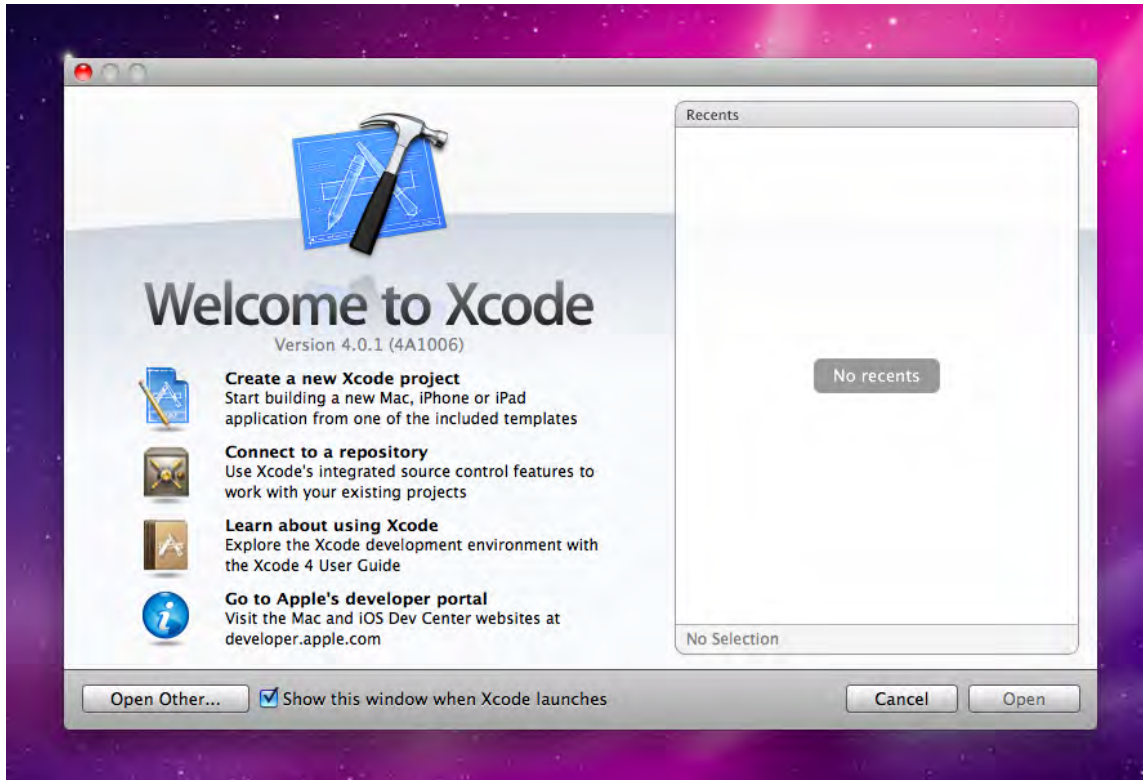 Recents
Welcome to Xcode
Version 4.0.1 (4A1006)
Create a new Xcode project
Start building a new Mac, iPhone or iPad
application from one of the included templates
Connect to a repository
Use Xcode's integrated source control features to
work with your existing projects
Learn about using Xcode
Explore the Xcode development environment with
the Xcode 4 User Guide
Go to Apple's developer portal
Visit the Mac and iOS Dev Center websites at
developer.apple.com
No recents
No Selection
Open Other...
Show this window when Xcode launches
Cancel
Open